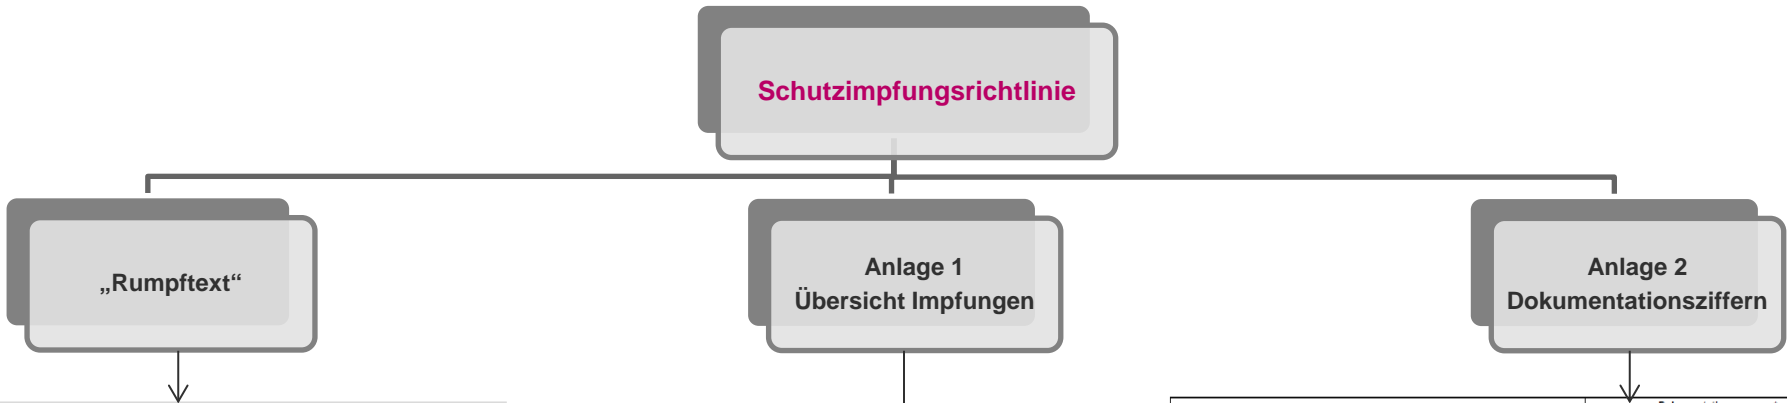 Schutzimpfungsrichtlinie
„Rumpftext“
Anlage 1
Übersicht Impfungen
Anlage 2
Dokumentationsziffern